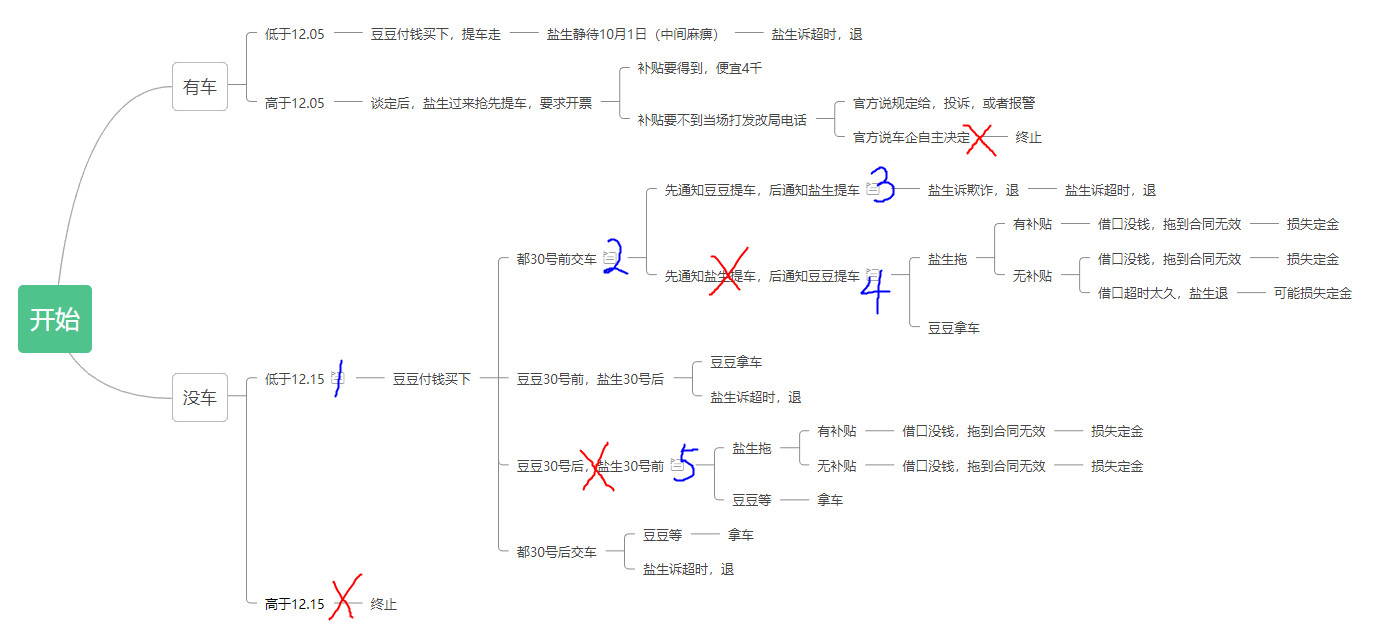 开始
有车
低于12.05
豆豆付钱买下，提车走
盐生静待10月1日（中间麻痹）
盐生诉超时，退
高于12.05
谈定后，盐生过来抢先提车，要求开票
补贴要得到，便宜4千
补贴要不到当场打发改局电话
官方说规定给，投诉，或者报警
官方说车企自主决定
终止
没车
低于12.15
1
豆豆付钱买下
都30号前交车
2
先通知豆豆提车，后通知盐生提车
3
盐生诉欺诈，退
盐生诉超时，退
先通知盐生提车，后通知豆豆提车
4
盐生拖
有补贴
借口没钱，拖到合同无效
损失定金
无补贴
借口没钱，拖到合同无效
损失定金
借口超时太久，盐生退
可能损失定金
豆豆拿车
豆豆30号前，盐生30号后
豆豆拿车
盐生诉超时，退
豆豆30号后，盐生30号前
5
盐生拖
有补贴
借口没钱，拖到合同无效
损失定金
无补贴
借口没钱，拖到合同无效
损失定金
豆豆等
拿车
都30号后交车
豆豆等
拿车
盐生诉超时，退
高于12.15
终止